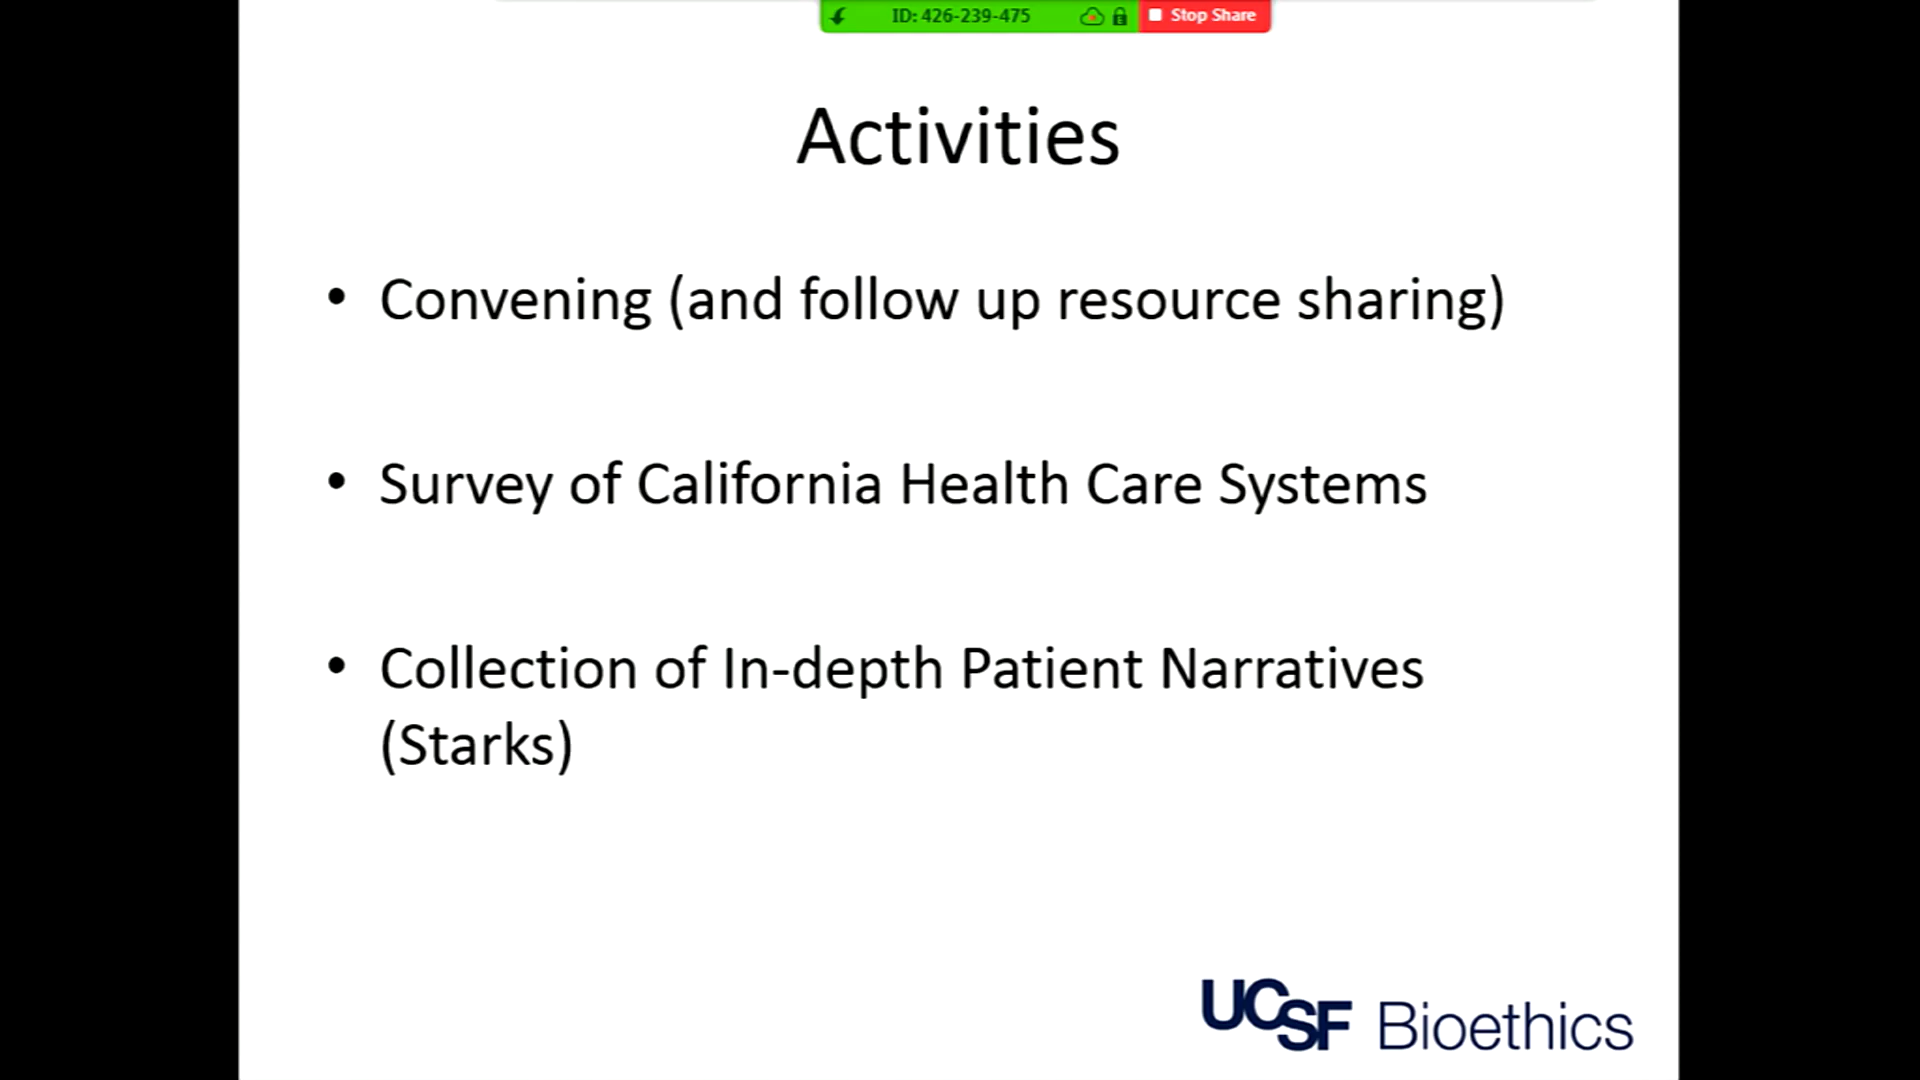 ID: 426-239-475 Stop Share
Activities
• Convening (and follow up resource sharing)
• Survey of California Health Care Systems
• Collection of In-depth Patient Narratives
(Starks)
UCSF Bioethics